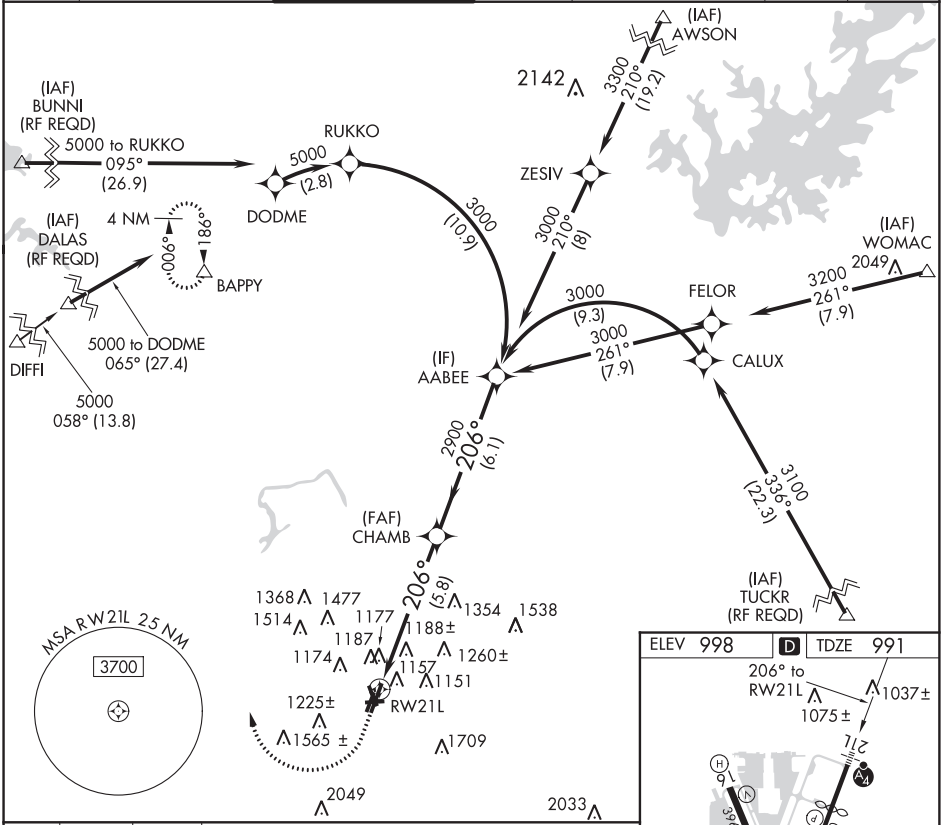 (IAF)
AWSON
2142
3300
210°
(19.2)
(IAF)
BUNNI
(RF REQD)
5000 to RUKKO
095°
(26.9)
RUKKO
5000
(2.8)
DODME
ZESIV
3000
(10.9)
3000
210°
(8)
4 NM
006°
186°
BAPPY
(IAF)
DALAS
(RF REQD)
5000 to DODME
065° (27.4)
DIFFI
5000
058° (13.8)
(IAF)
WOMAC
2049
3200
261°
(7.9)
FELOR
3000
(9.3)
3000
261°
(7.9)
CALUX
(IF)
AABEE
2900
206°
(6.1)
3100
336°
(22.3)
(FAF)
CHAMB
206°
(5.8)
(IAF)
TUCKR
(RF REQD)
1368
1477
1177
1354
1538
1514
1187
1188±
1174
1260±
1157
1151
RW21L
1225±
1565 ±
1709
2049
2033
MSA RW21L 25 NM
3700
ELEV 998
D
TDZE 991
206° to
RW21L
1037±
1075±
21L
H
16
V
A4
P